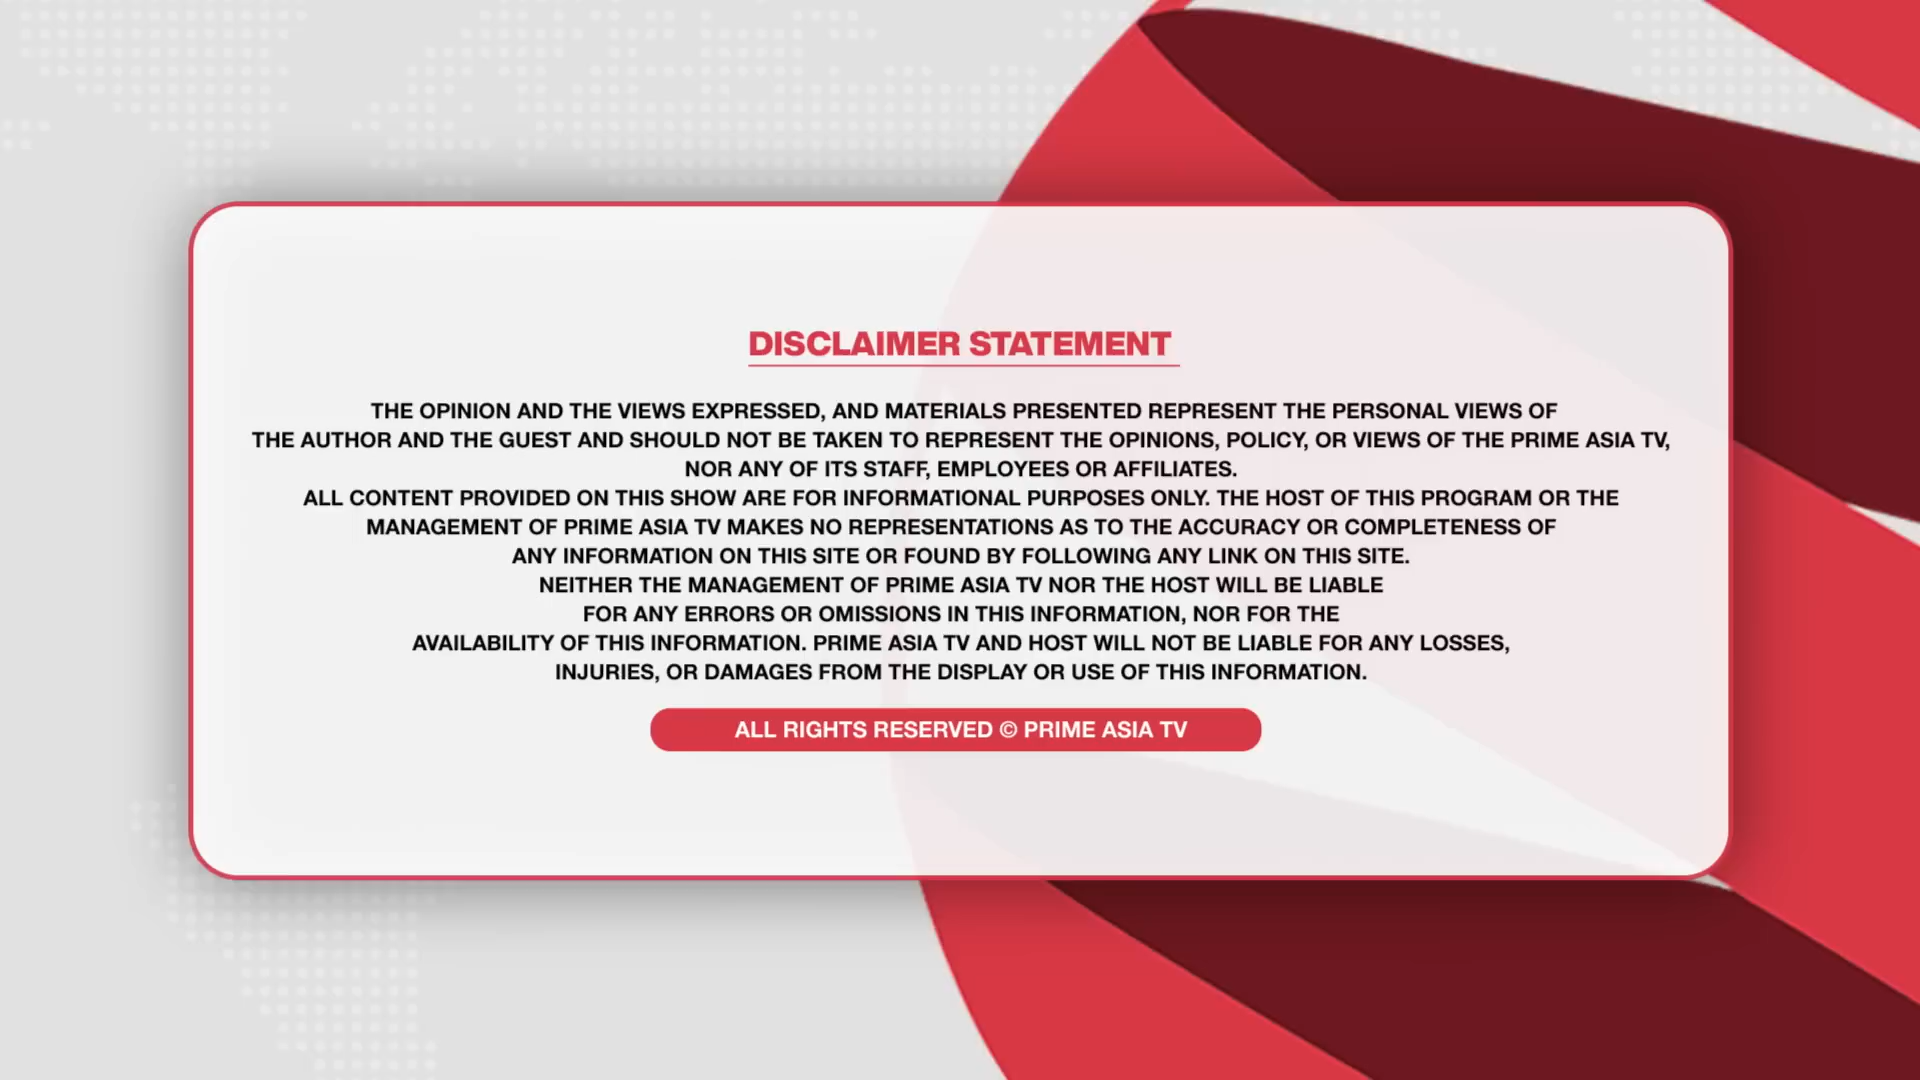 DISCLAIMER STATEMENT
THE OPINION AND THE VIEWS EXPRESSED, AND MATERIALS PRESENTED REPRESENT THE PERSONAL VIEWS OF
THE AUTHOR AND THE GUEST AND SHOULD NOT BE TAKEN TO REPRESENT THE OPINIONS, POLICY, OR VIEWS OF THE PRIME ASIA TV,
NOR ANY OF ITS STAFF, EMPLOYEES OR AFFILIATES.
ALL CONTENT PROVIDED ON THIS SHOW ARE FOR INFORMATIONAL PURPOSES ONLY. THE HOST OF THIS PROGRAM OR THE
MANAGEMENT OF PRIME ASIA TV MAKES NO REPRESENTATIONS AS TO THE ACCURACY OR COMPLETENESS OF
ANY INFORMATION ON THIS SITE OR FOUND BY FOLLOWING ANY LINK ON THIS SITE.
NEITHER THE MANAGEMENT OF PRIME ASIA TV NOR THE HOST WILL BE LIABLE
FOR ANY ERRORS OR OMISSIONS IN THIS INFORMATION, NOR FOR THE
AVAILABILITY OF THIS INFORMATION. PRIME ASIA TV AND HOST WILL NOT BE LIABLE FOR ANY LOSSES,
INJURIES, OR DAMAGES FROM THE DISPLAY OR USE OF THIS INFORMATION.
ALL RIGHTS RESERVED © PRIME ASIA TV